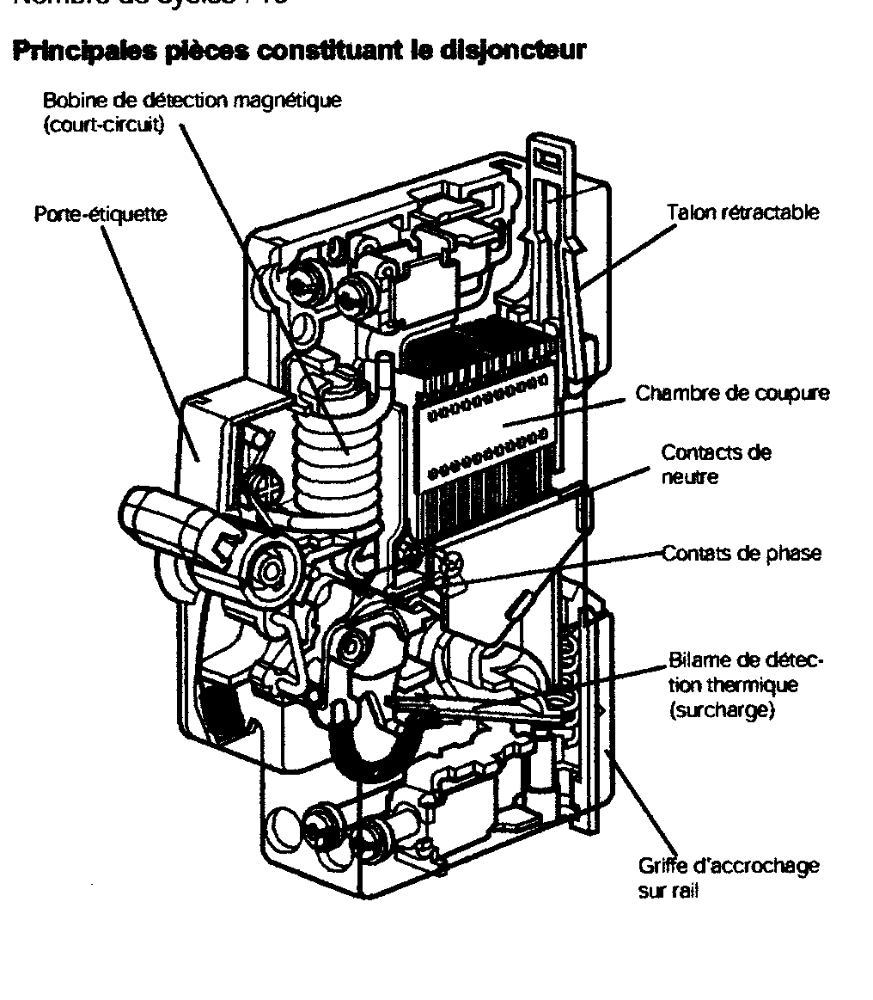 Principales pièces constituant le disjoncteur
Bobine de détection magnétique
(court-circuit)
Porte-étiquette
Talon rétractable
Chambre de coupure
Contacts de
neutre
Contats de phase
Bilame de détec-
tion thermique
(surcharge)
Griffe d'accrochage
sur rail